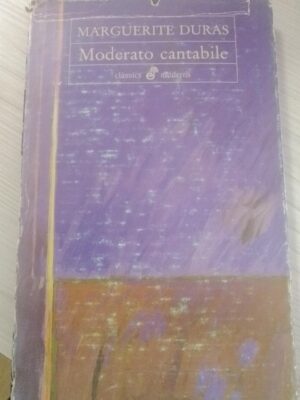 MARGUERITE DURAS
Moderato cantabile
clàssics moderns